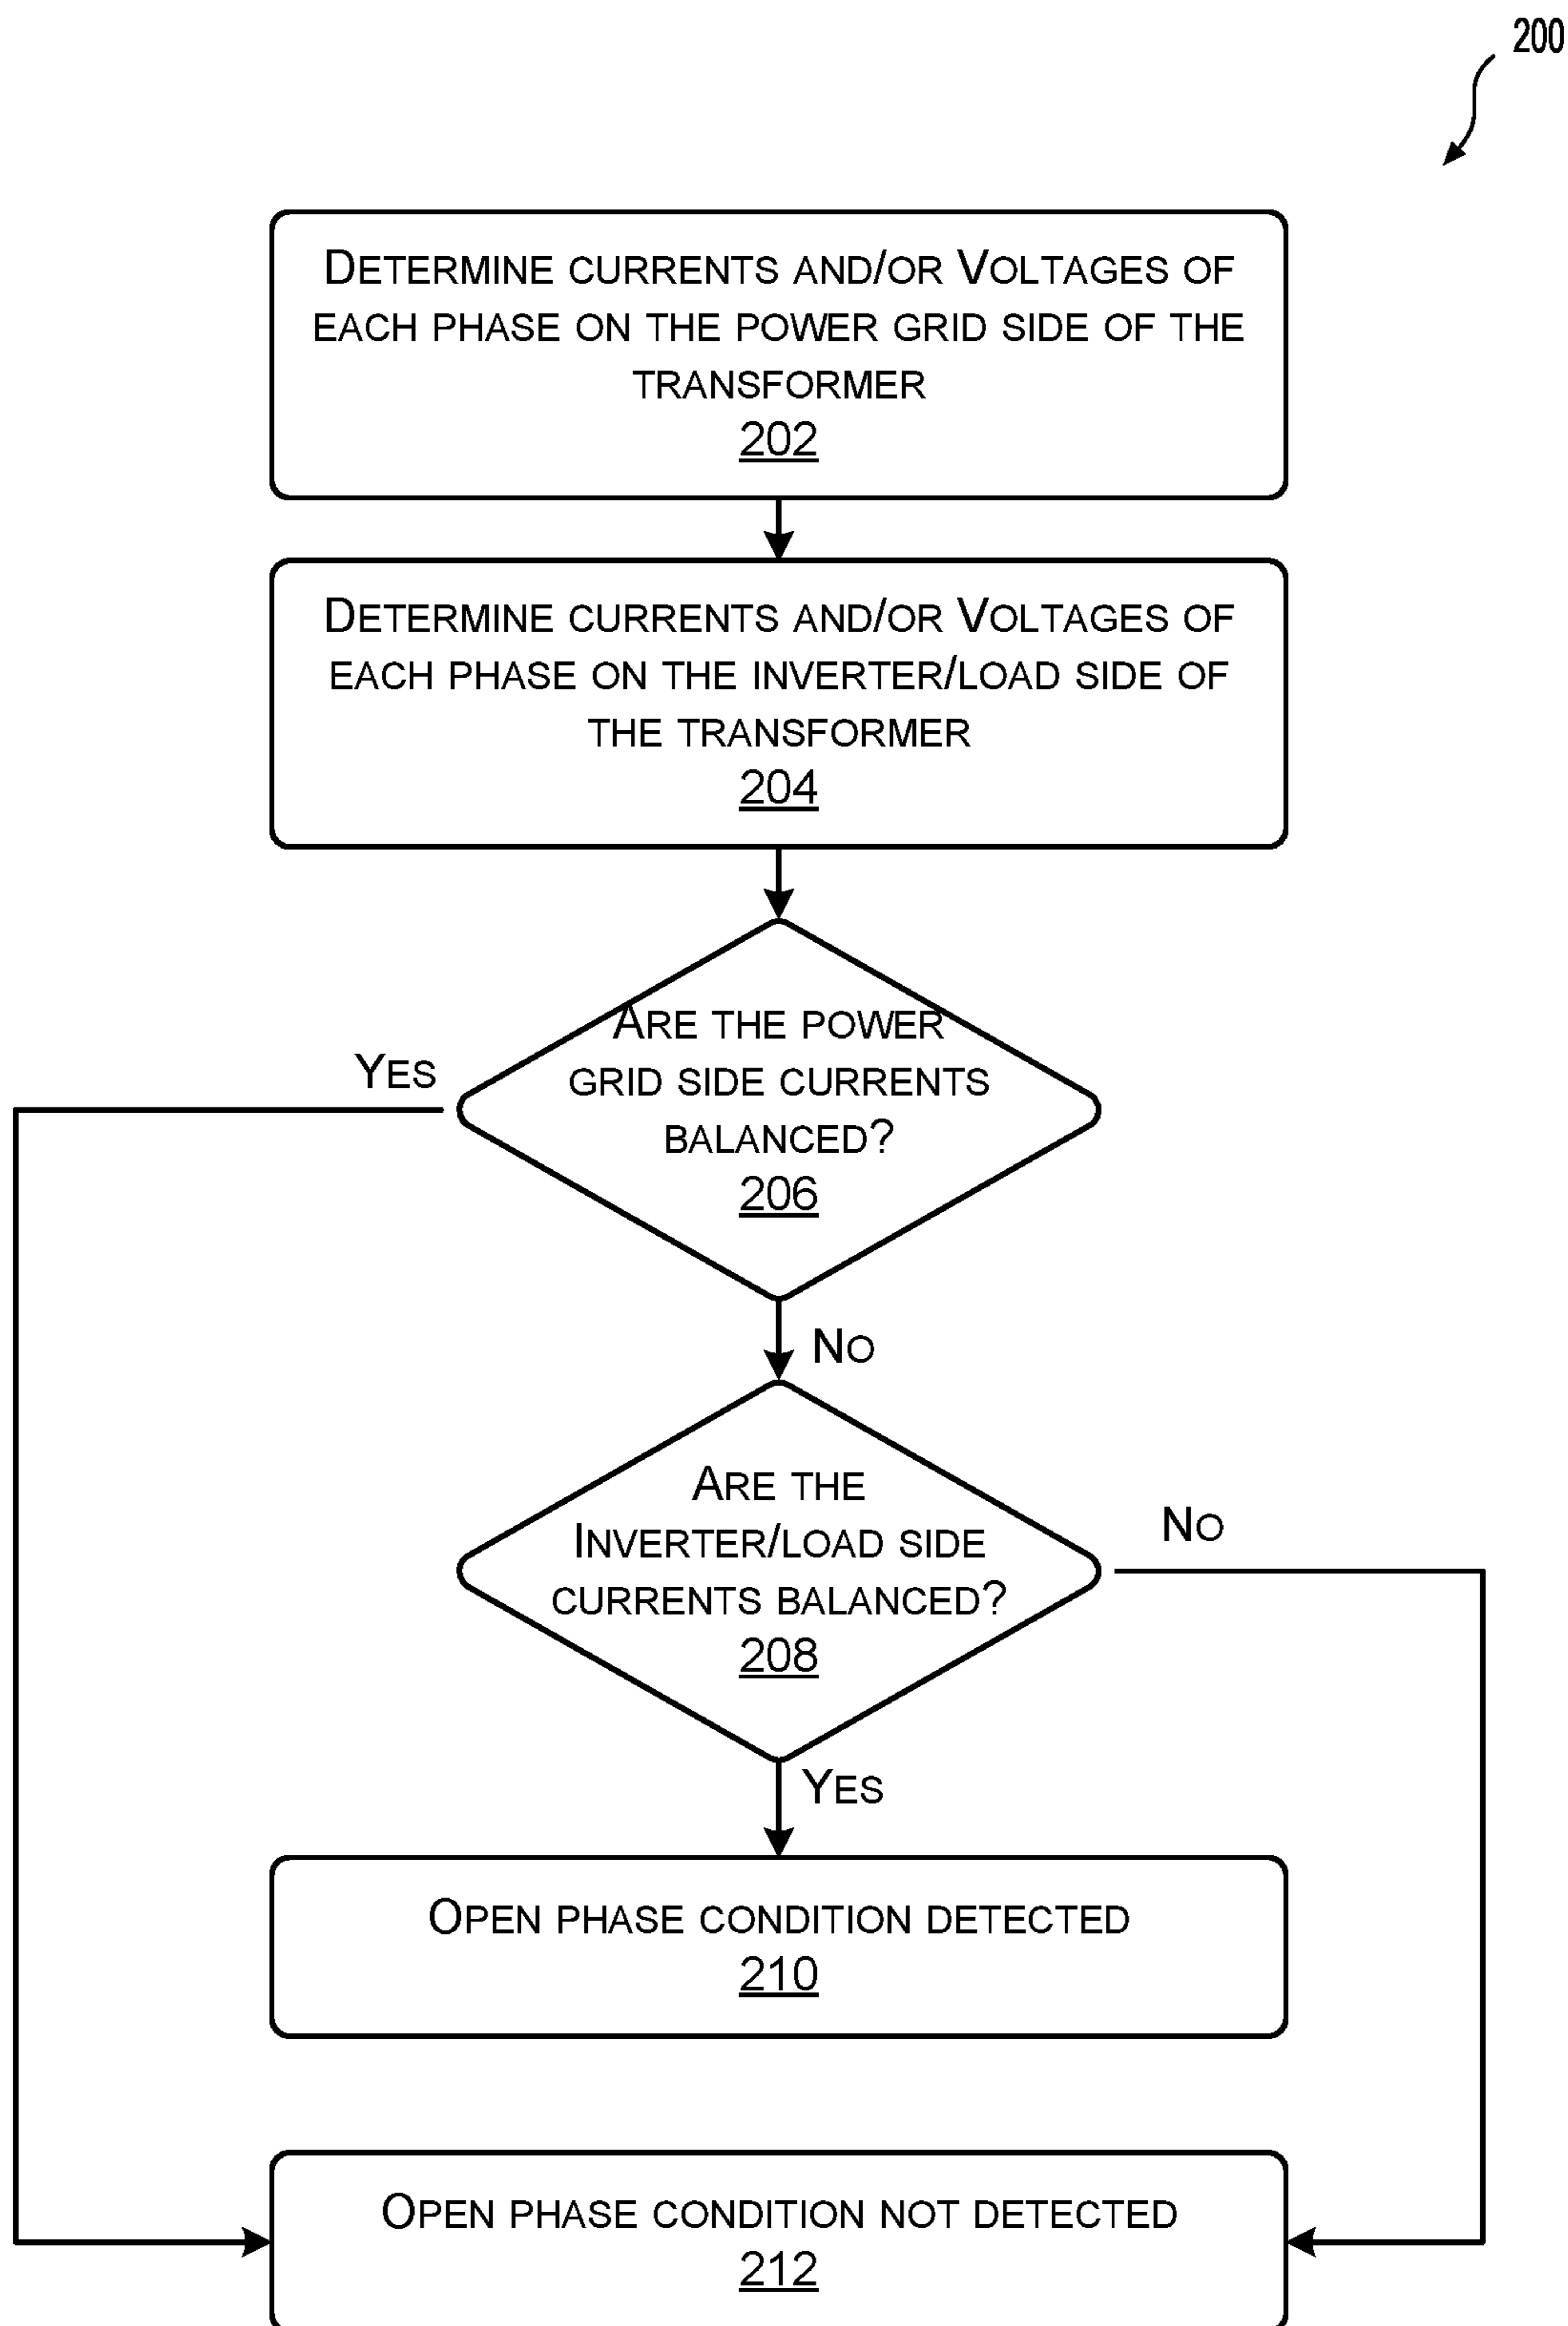 200
Determine currents and/or Voltages of
each phase on the power grid side of the
transformer
202
Determine currents and/or Voltages of
each phase on the inverter/load side of
the transformer
204
Are the power
grid side currents
balanced?
206
Yes
No
Are the
Inverter/load side
currents balanced?
208
No
Yes
Open phase condition detected
210
Open phase condition not detected
212